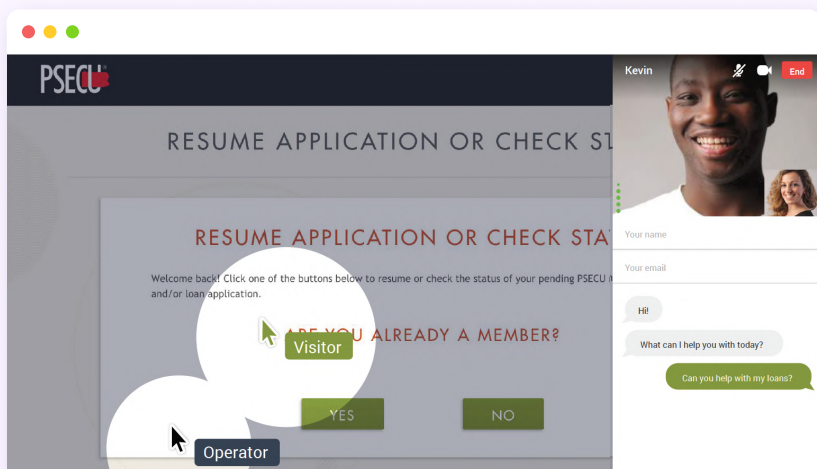 PSECU
RESUME APPLICATION OR CHECK ST
RESUME APPLICATION OR CHECK STA
Welcome back! Click one of the buttons below to resume or check the status of your pending PSECU
and/or loan application.
ARE YOU ALREADY A MEMBER?
Visitor
YES
NO
Operator
Kevin
End
Your name
Your email
Hi!
What can I help you with today?
Can you help with my loans?